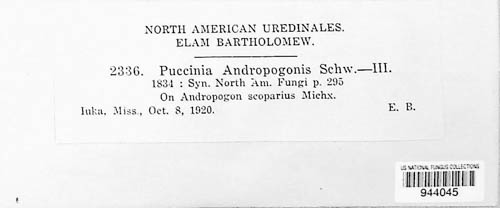 NORTH AMERICAN UREDINALES.
ELAM BARTHOLOMEW.
2336. Puccinia Andropogonis Schw.—III.
1834 : Syn. North Am. Fungi p. 295
On Andropogon scoparius Michx.
Iuka, Miss., Oct. 8, 1920. E. B.
US NATIONAL FUNGUS COLLECTIONS
944045